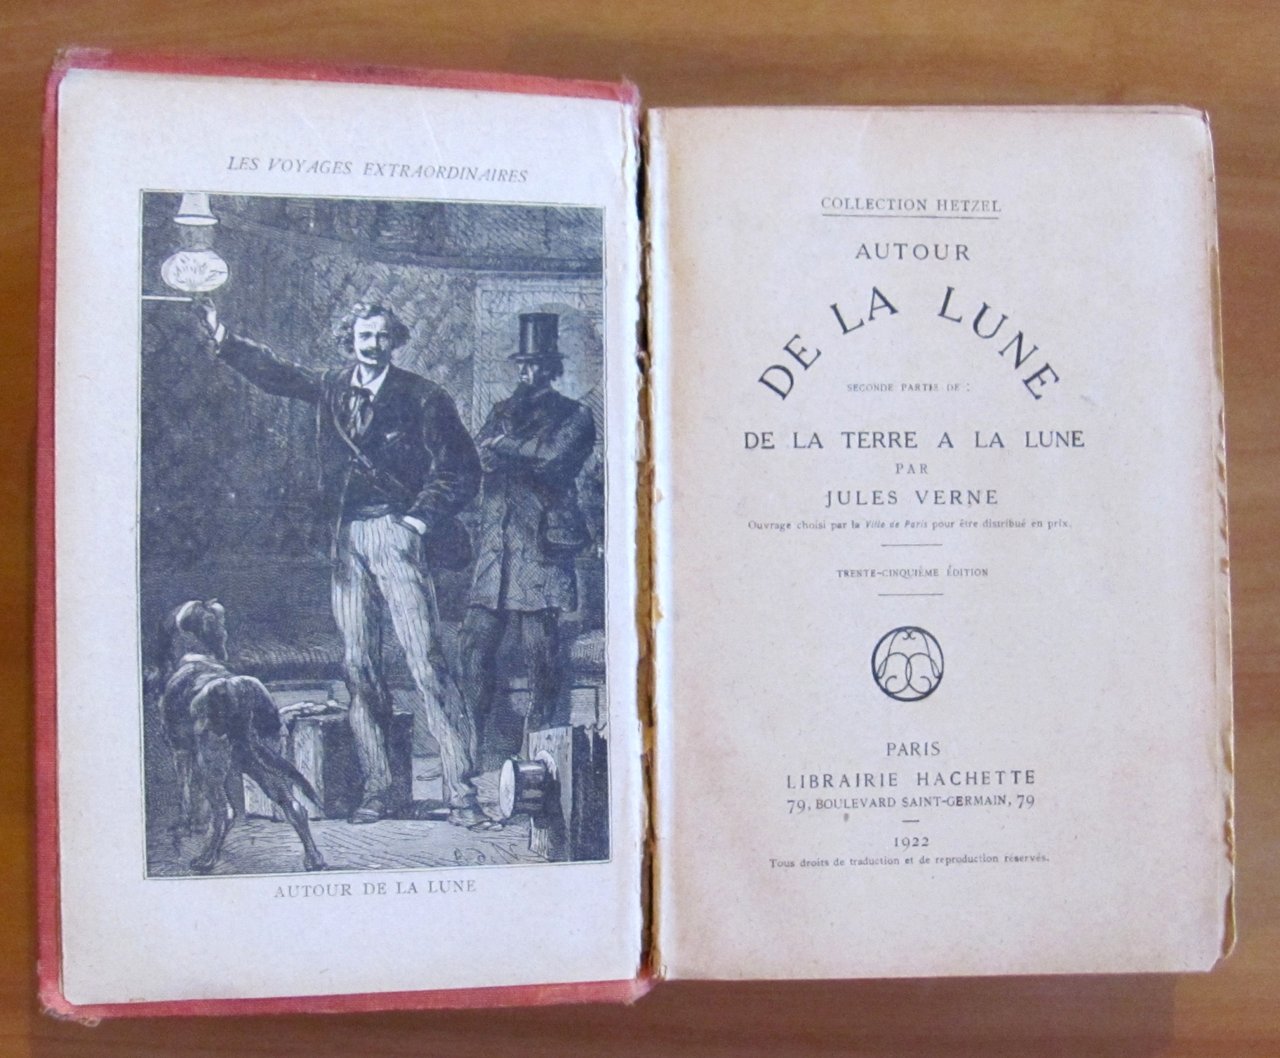 LES VOYAGES EXTRAORDINAIRES
AUTOUR DE LA LUNE
COLLECTION HETZEL
AUTOUR
DE LA LUNE
SECONDE PARTIE DE :
DE LA TERRE A LA LUNE
PAR
JULES VERNE
Ouvrage choisi par la Ville de Paris pour être distribué en prix.
TRENTE-CINQUIÈME ÉDITION
PARIS
LIBRAIRIE HACHETTE
79, BOULEVARD SAINT-GERMAIN, 79
1922
Tous droits de traduction et de reproduction réservés.